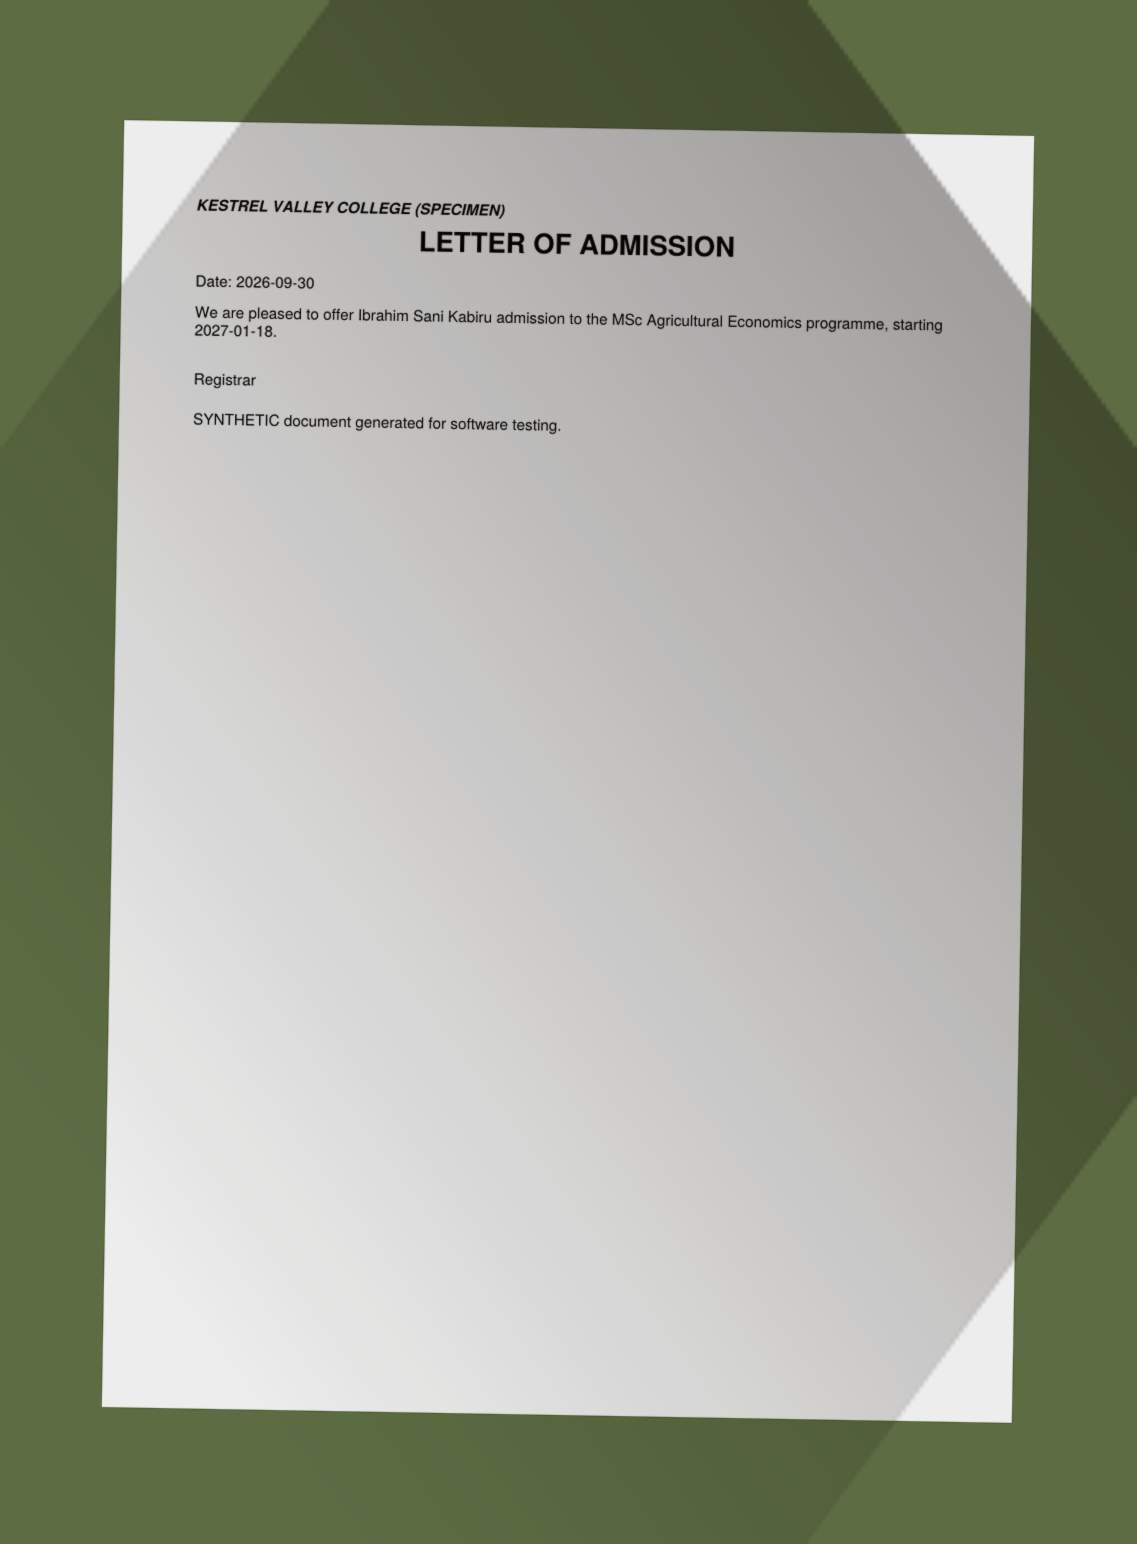 KESTREL VALLEY COLLEGE (SPECIMEN)
LETTER OF ADMISSION
Date: 2026-09-30
We are pleased to offer Ibrahim Sani Kabiru admission to the MSc Agricultural Economics programme, starting
2027-01-18.
Registrar
SYNTHETIC document generated for software testing.